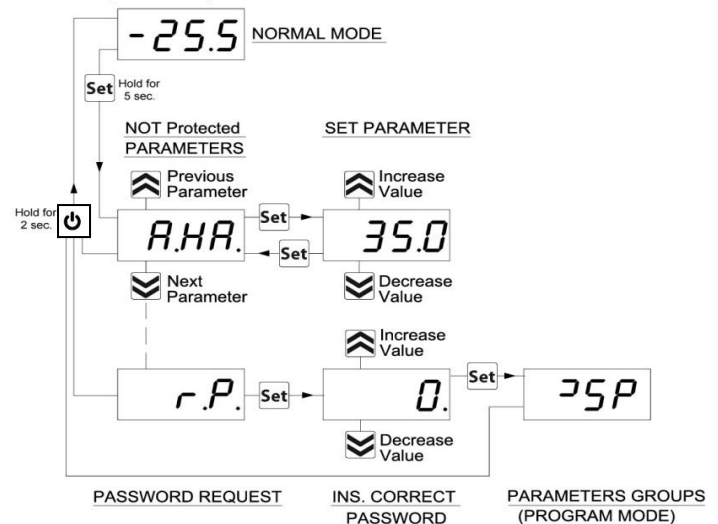 -25.5
NORMAL MODE
Set
Hold for
5 sec.
NOT Protected
PARAMETERS
SET PARAMETER
Previous
Parameter
Increase
Value
Hold for
2 sec.
A.HA.
Set
Set
35.0
Next
Parameter
Decrease
Value
Increase
Value
r.P.
Set
0.
Set
SP
Decrease
Value
PASSWORD REQUEST
INS. CORRECT
PASSWORD
PARAMETERS GROUPS
(PROGRAM MODE)